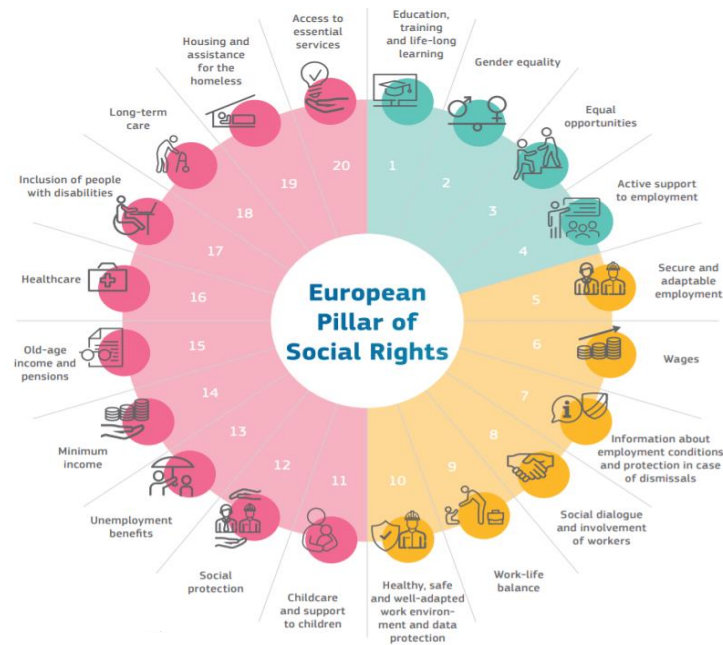 European
Pillar of
Social Rights
1
Education,
training
and life-long
learning
2
Gender equality
3
Equal
opportunities
4
Active support
to employment
5
Secure and
adaptable
employment
6
Wages
7
Information about
employment conditions
and protection in case
of dismissals
8
Social dialogue
and involvement
of workers
9
Work-life
balance
10
Healthy, safe
and well-adapted
work environ-
ment and data
protection
11
Childcare
and support
to children
12
Social
protection
13
Unemployment
benefits
14
Minimum
income
15
Old-age
income and
pensions
16
Healthcare
17
Inclusion of people
with disabilities
18
Long-term
care
19
Housing and
assistance
for the
homeless
20
Access to
essential
services